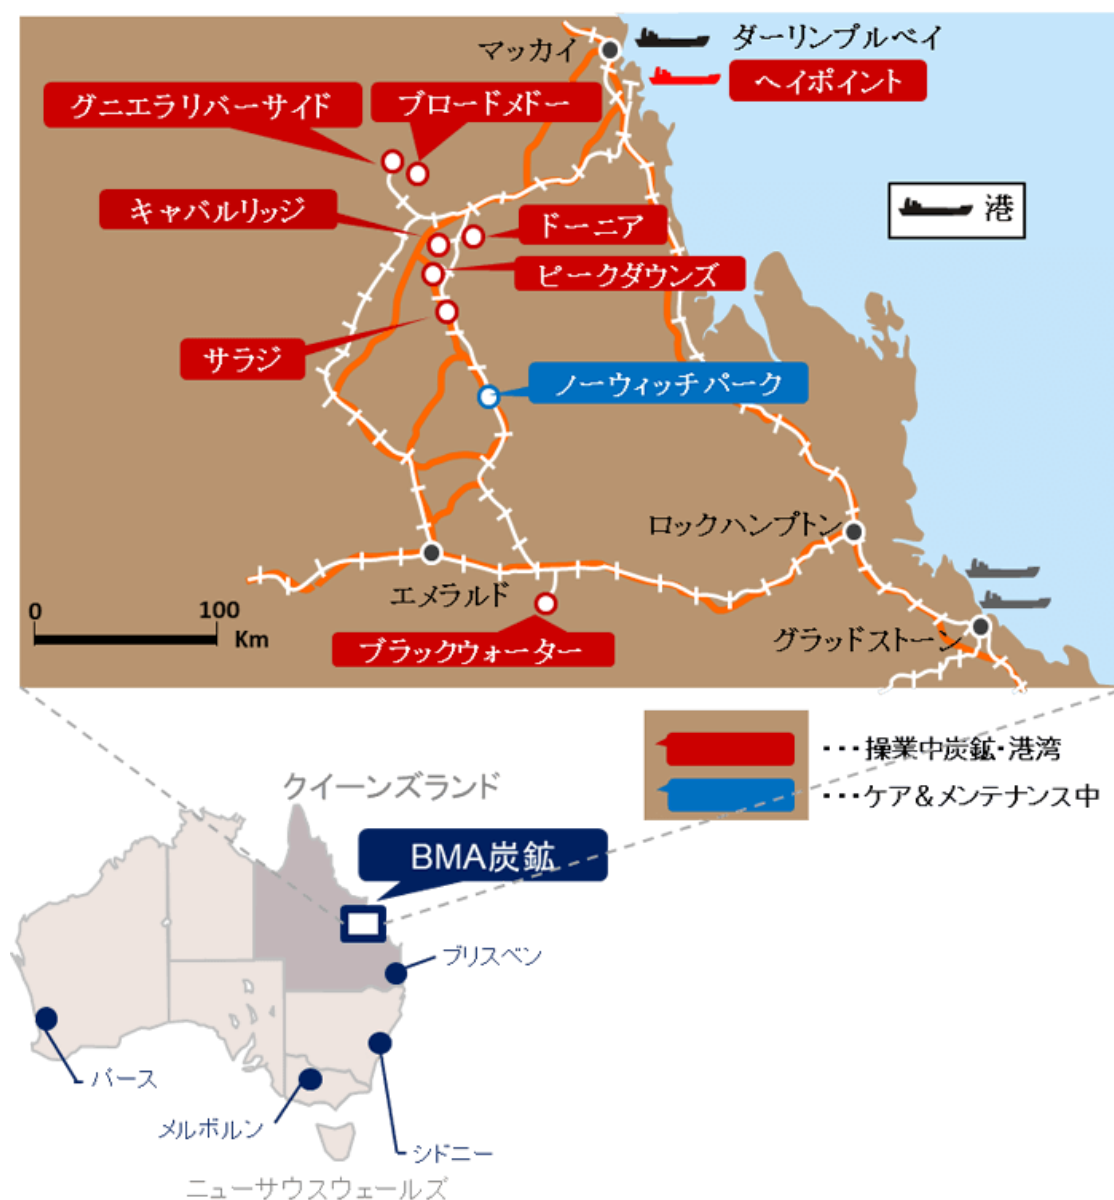 マッカイ
ダーリンプルベイ
ヘイポイント
グニエラリバーサイド
ブロードメドー
港
キャバルリッジ
ドーニア
ピークダウンズ
サラジ
ノーウィッチパーク
ロックハンプトン
エメラルド
0
100
Km
ブラックウォーター
グラッドストーン
･･･操業中炭鉱・港湾
･･･ケア＆メンテナンス中
クイーンズランド
BMA炭鉱
ブリスベン
パース
メルボルン
シドニー
ニューサウスウェールズ